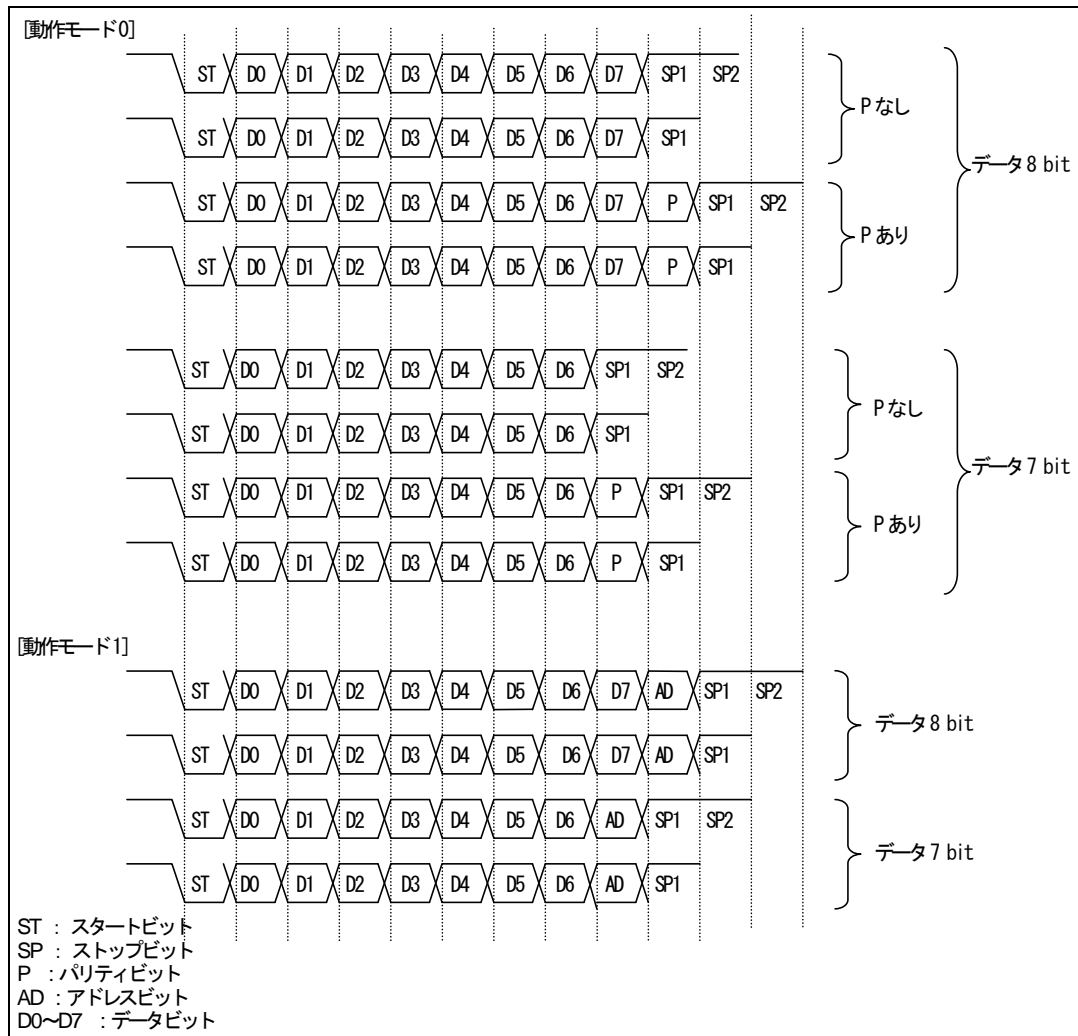 [動作モード0]
ST D0 D1 D2 D3 D4 D5 D6 D7 SP1 SP2
ST D0 D1 D2 D3 D4 D5 D6 D7 SP1
Pなし
ST D0 D1 D2 D3 D4 D5 D6 D7 P SP1 SP2
ST D0 D1 D2 D3 D4 D5 D6 D7 P SP1
Pあり
データ8 bit
ST D0 D1 D2 D3 D4 D5 D6 SP1 SP2
ST D0 D1 D2 D3 D4 D5 D6 SP1
Pなし
ST D0 D1 D2 D3 D4 D5 D6 P SP1 SP2
ST D0 D1 D2 D3 D4 D5 D6 P SP1
Pあり
データ7 bit
[動作モード1]
ST D0 D1 D2 D3 D4 D5 D6 D7 AD SP1 SP2
ST D0 D1 D2 D3 D4 D5 D6 D7 AD SP1
データ8 bit
ST D0 D1 D2 D3 D4 D5 D6 AD SP1 SP2
ST D0 D1 D2 D3 D4 D5 D6 AD SP1
データ7 bit
ST : スタートビット
SP : ストップビット
P : パリティビット
AD : アドレスビット
D0~D7 : データビット